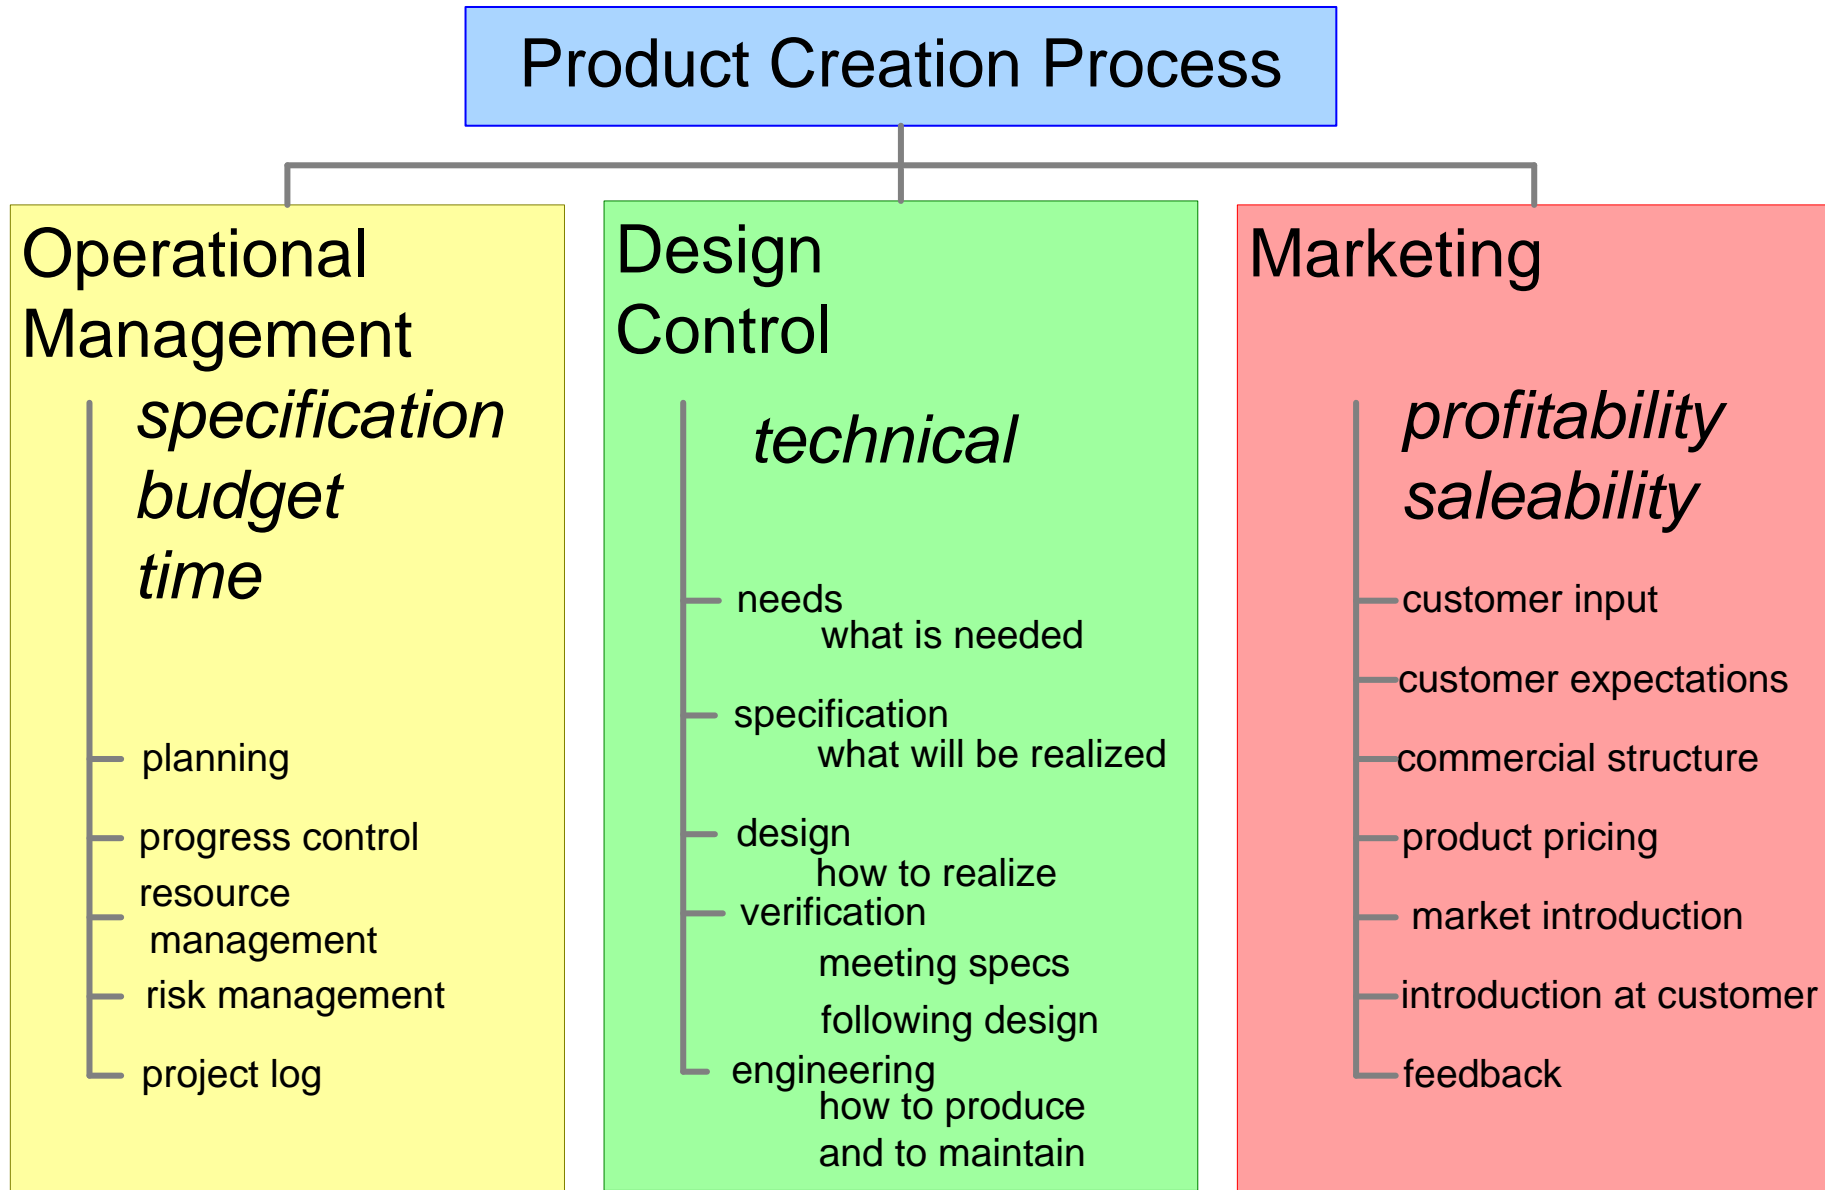 Product Creation Process
Operational
Management
specification
budget
time
planning
progress control
resource
management
risk management
project log
Design
Control
technical
needs
what is needed
specification
what will be realized
design
how to realize
verification
meeting specs
following design
engineering
how to produce
and to maintain
Marketing
profitability
saleability
customer input
customer expectations
commercial structure
product pricing
market introduction
introduction at customer
feedback